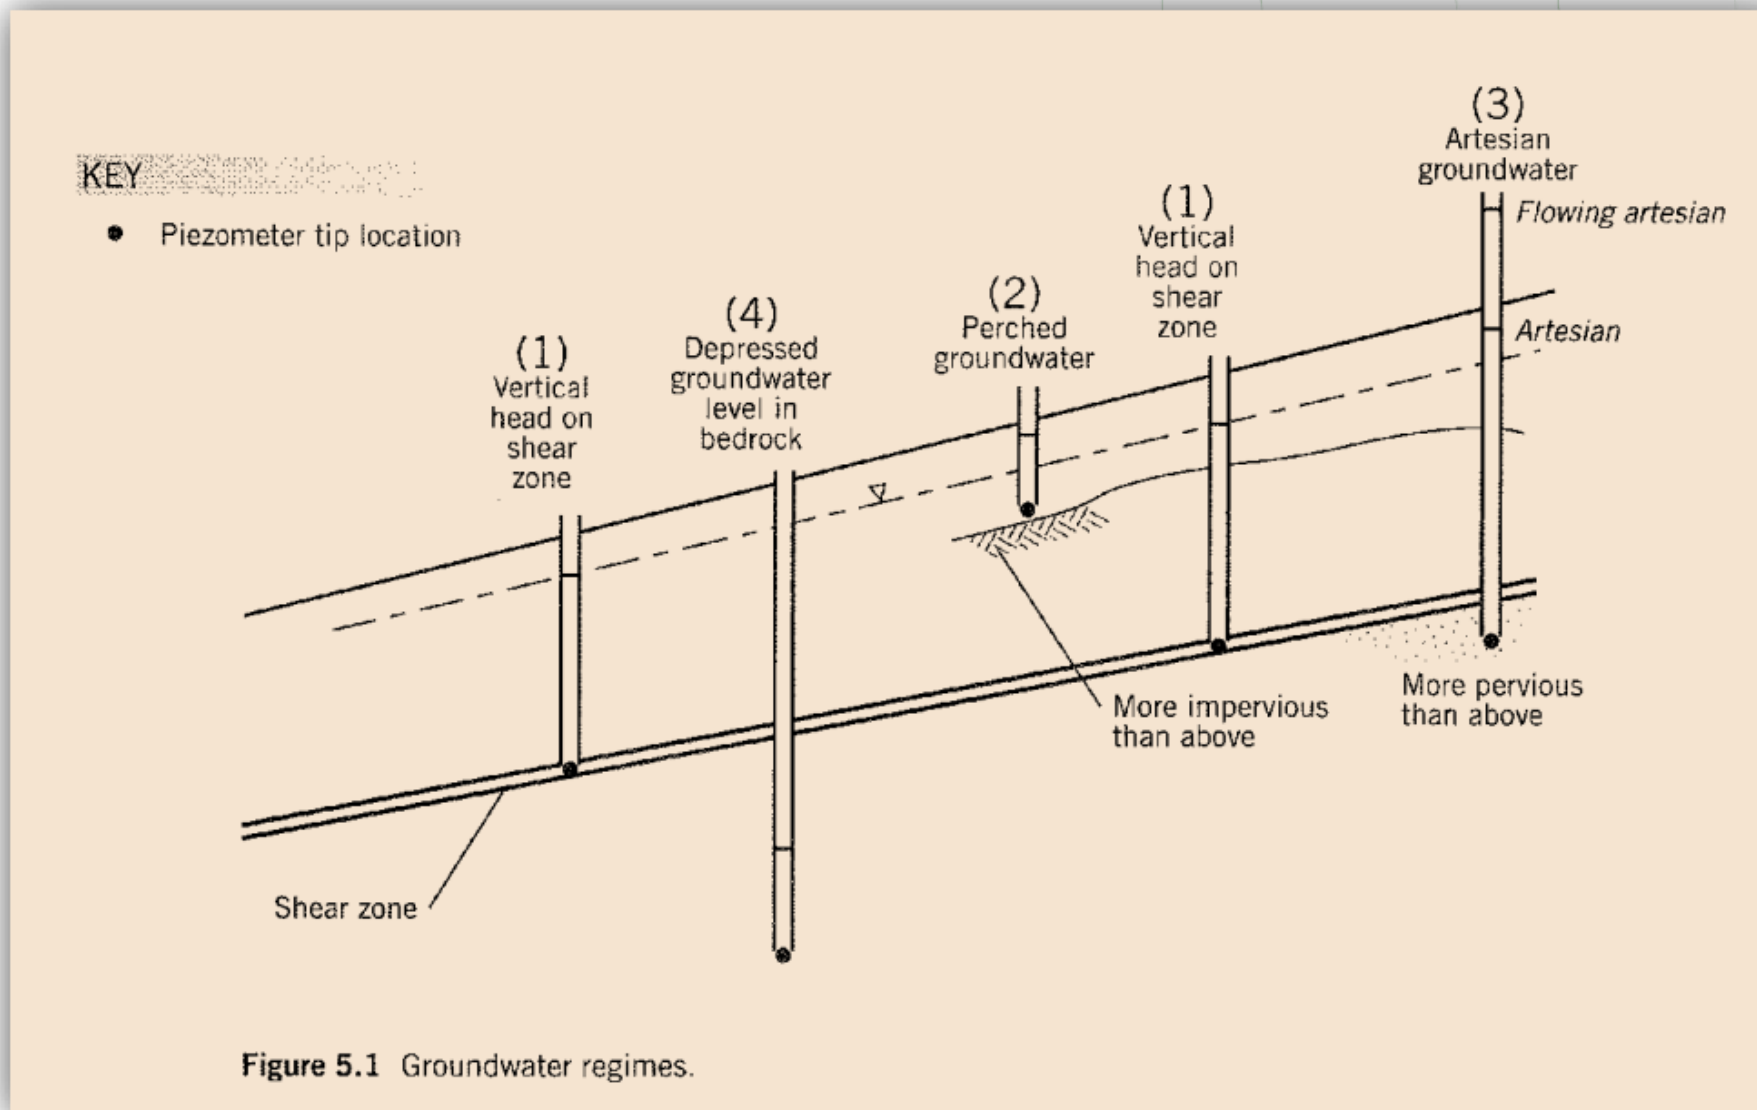 KEY
Piezometer tip location
(1)
Vertical
head on
shear
zone
(4)
Depressed
groundwater
level in
bedrock
(2)
Perched
groundwater
(1)
Vertical
head on
shear
zone
(3)
Artesian
groundwater
Flowing artesian
Artesian
More impervious
than above
More pervious
than above
Shear zone
Figure 5.1 Groundwater regimes.